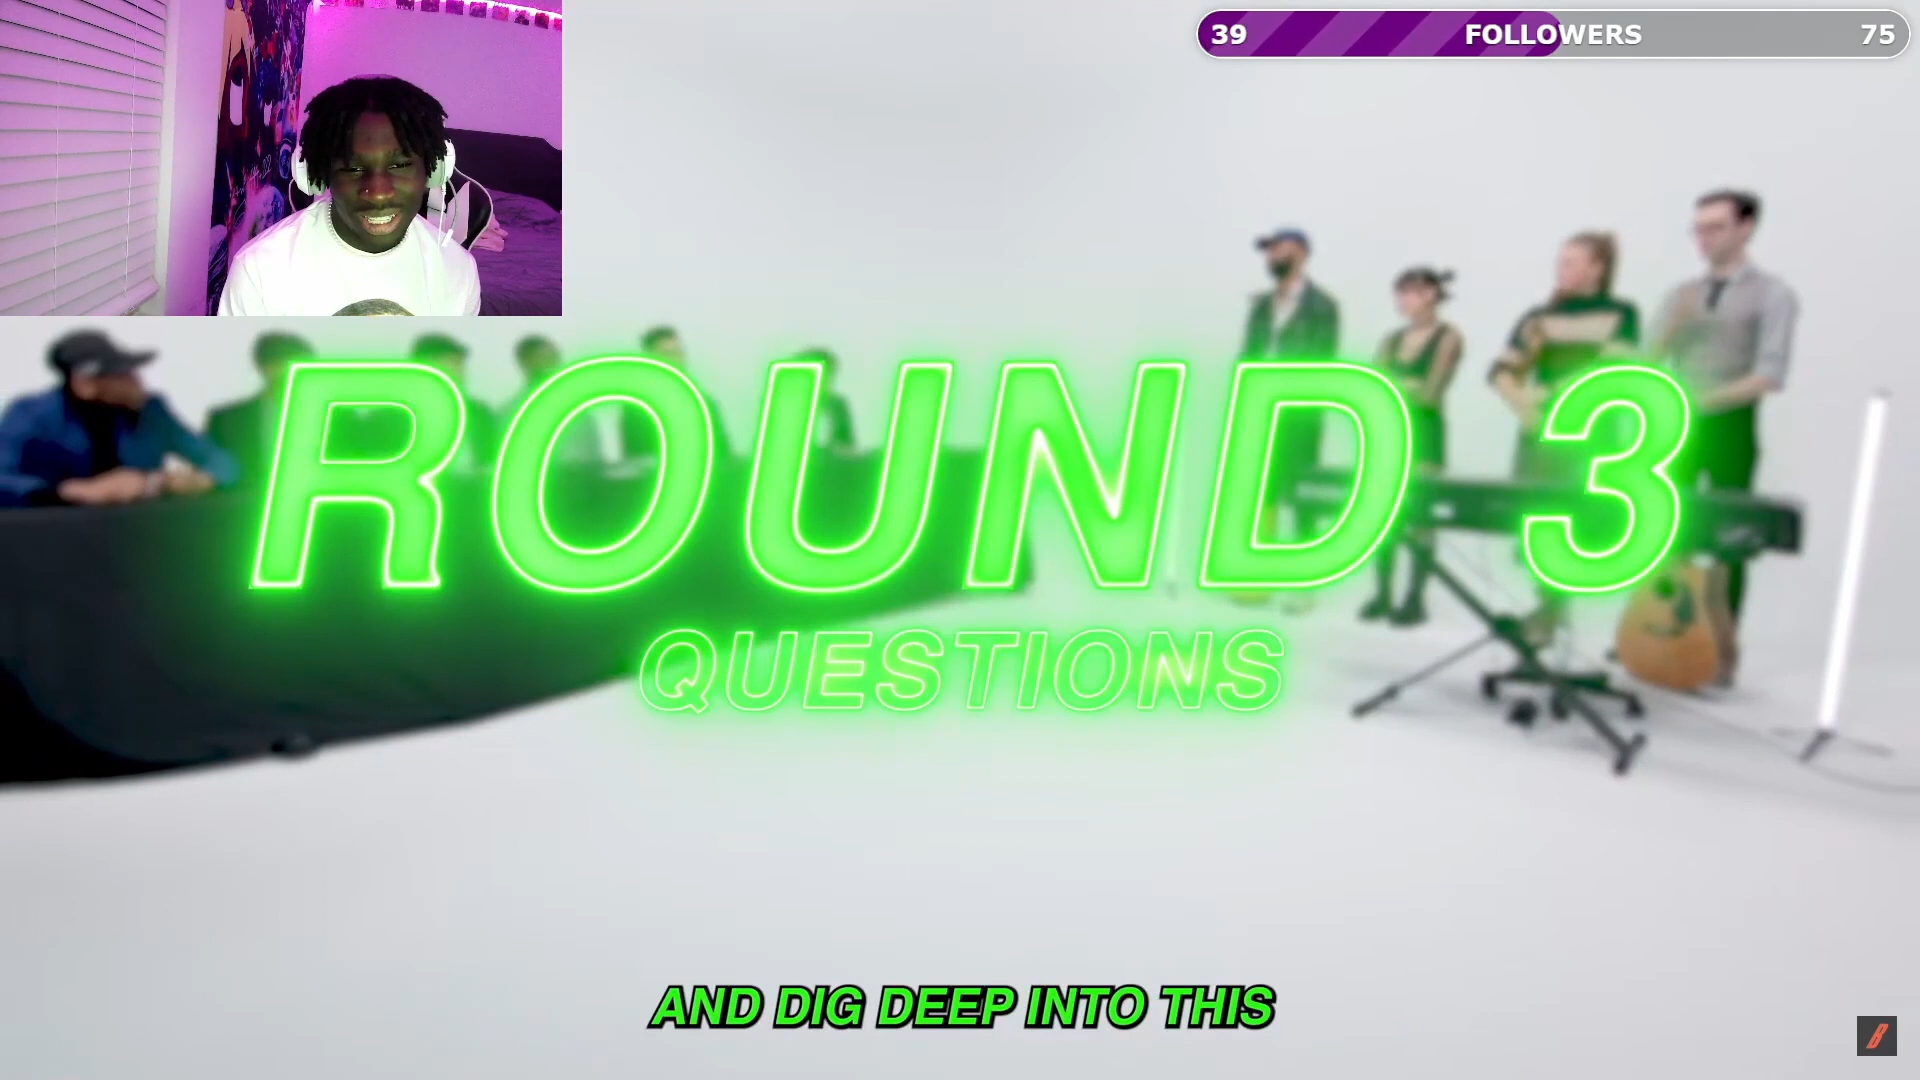 39 FOLLOWERS 75
ROUND 3
QUESTIONS
AND DIG DEEP INTO THIS